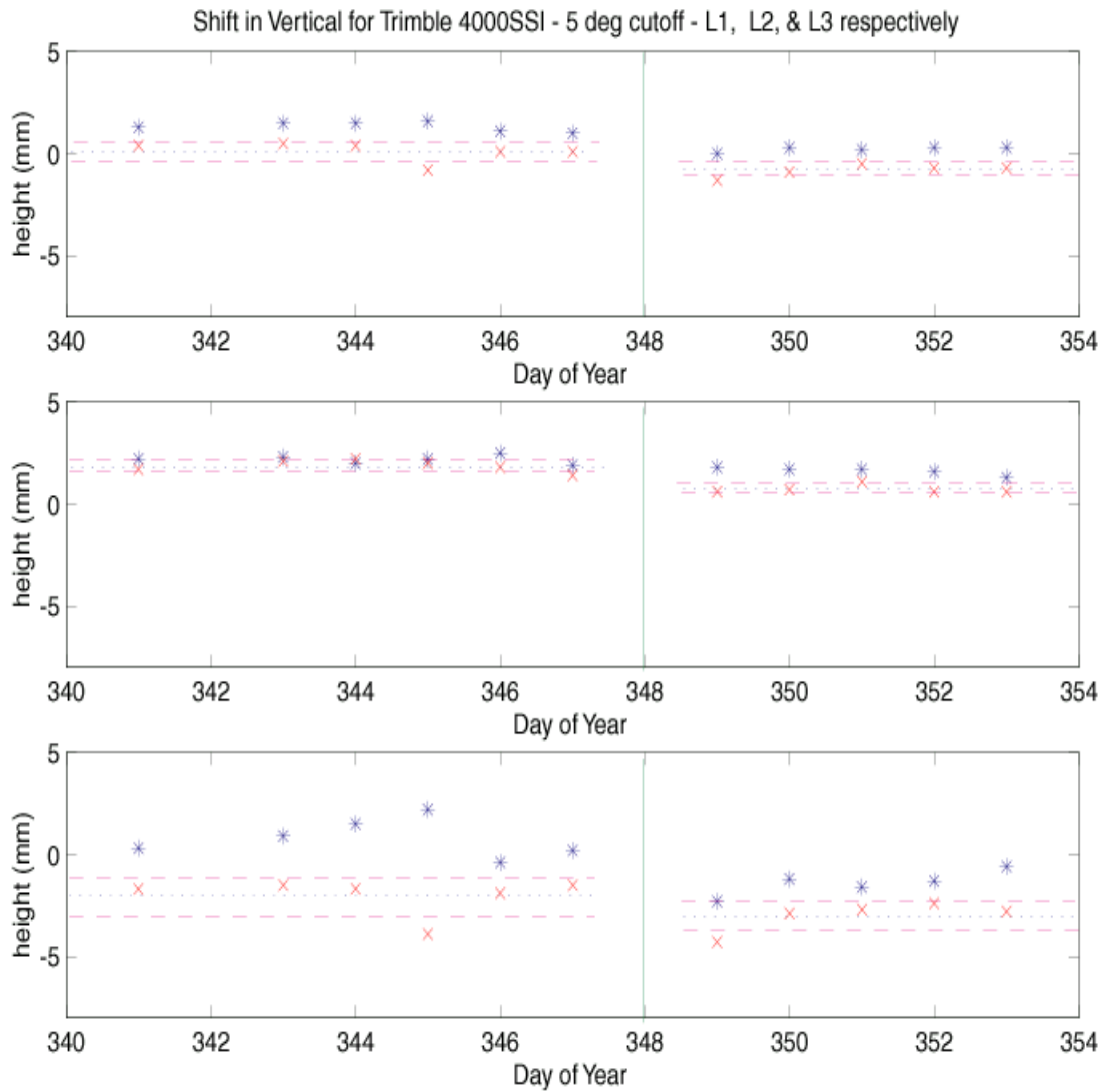 Shift in Vertical for Trimble 4000SSI - 5 deg cutoff - L1, L2, & L3 respectively
5
0
-5
height (mm)
340 342 344 346 348 350 352 354
Day of Year
5
0
-5
height (mm)
340 342 344 346 348 350 352 354
Day of Year
5
0
-5
height (mm)
340 342 344 346 348 350 352 354
Day of Year